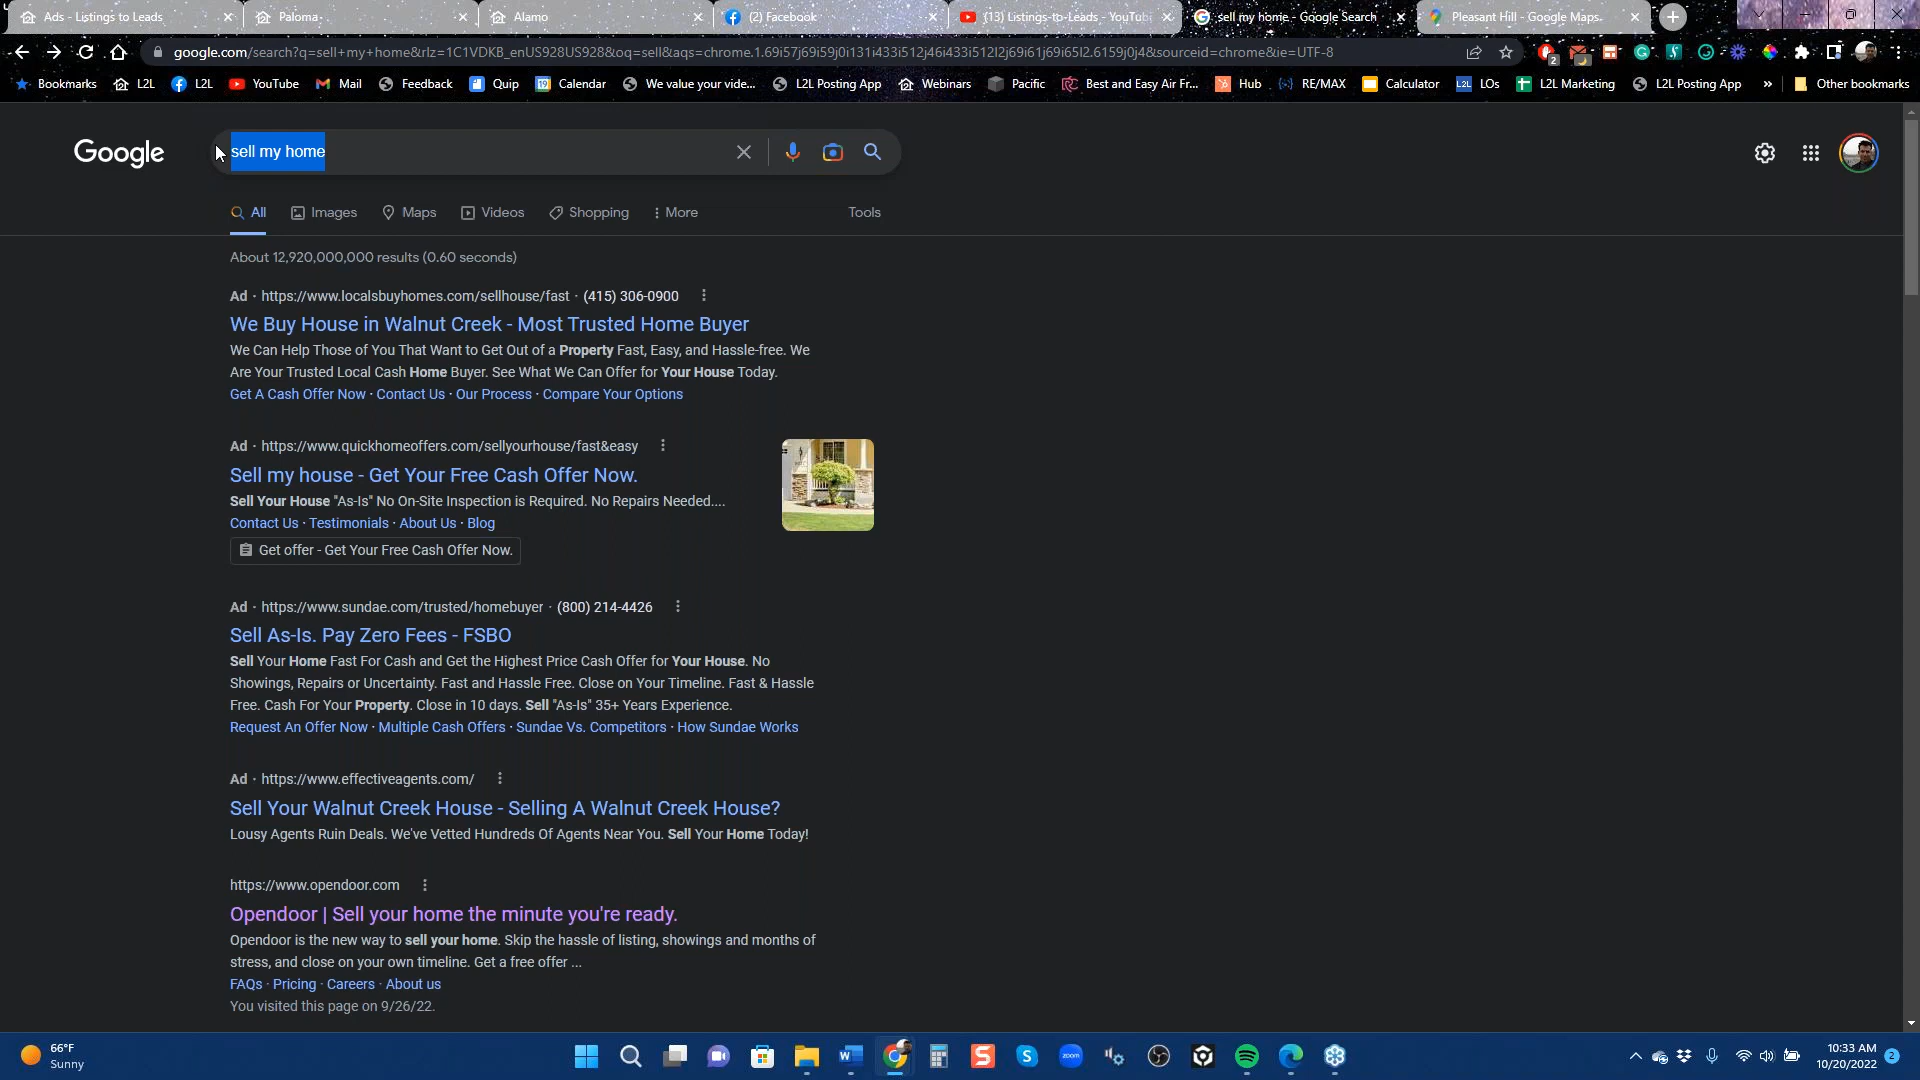 Ads - Listings to Leads
Paloma
Alamo
(2) Facebook
(13) Listings-to-Leads - YouTube
sell my home - Google Search
Pleasant Hill - Google Maps
google.com/search?q=sell+my+home&rlz=1C1VDKB_enUS928US928&oq=sell&aqs=chrome.1.69i57j69i59j0i131i433i512j46i433i512l2j69i61j69i65l2.6159j0j4&sourceid=chrome&ie=UTF-8
2
Bookmarks L2L L2L YouTube Mail Feedback Quip Calendar We value your vide... L2L Posting App Webinars Pacific Best and Easy Air Fr... Hub RE/MAX Calculator LOs L2L Marketing L2L Posting App » Other bookmarks
Google
sell my home
All Images Maps Videos Shopping More Tools
About 12,920,000,000 results (0.60 seconds)
Ad · https://www.localsbuyhomes.com/sellhouse/fast · (415) 306-0900
We Buy House in Walnut Creek - Most Trusted Home Buyer
We Can Help Those of You That Want to Get Out of a Property Fast, Easy, and Hassle-free. We
Are Your Trusted Local Cash Home Buyer. See What We Can Offer for Your House Today.
Get A Cash Offer Now · Contact Us · Our Process · Compare Your Options
Ad · https://www.quickhomeoffers.com/sellyourhouse/fast&easy
Sell my house - Get Your Free Cash Offer Now.
Sell Your House "As-Is" No On-Site Inspection is Required. No Repairs Needed....
Contact Us · Testimonials · About Us · Blog
Get offer - Get Your Free Cash Offer Now.
Ad · https://www.sundae.com/trusted/homebuyer · (800) 214-4426
Sell As-Is. Pay Zero Fees - FSBO
Sell Your Home Fast For Cash and Get the Highest Price Cash Offer for Your House. No
Showings, Repairs or Uncertainty. Fast and Hassle Free. Close on Your Timeline. Fast & Hassle
Free. Cash For Your Property. Close in 10 days. Sell "As-Is" 35+ Years Experience.
Request An Offer Now · Multiple Cash Offers · Sundae Vs. Competitors · How Sundae Works
Ad · https://www.effectiveagents.com/
Sell Your Walnut Creek House - Selling A Walnut Creek House?
Lousy Agents Ruin Deals. We've Vetted Hundreds Of Agents Near You. Sell Your Home Today!
https://www.opendoor.com
Opendoor | Sell your home the minute you're ready.
Opendoor is the new way to sell your home. Skip the hassle of listing, showings and months of
stress, and close on your own timeline. Get a free offer ...
FAQs · Pricing · Careers · About us
You visited this page on 9/26/22.
66°F
Sunny
zoom
10:33 AM
10/20/2022
2